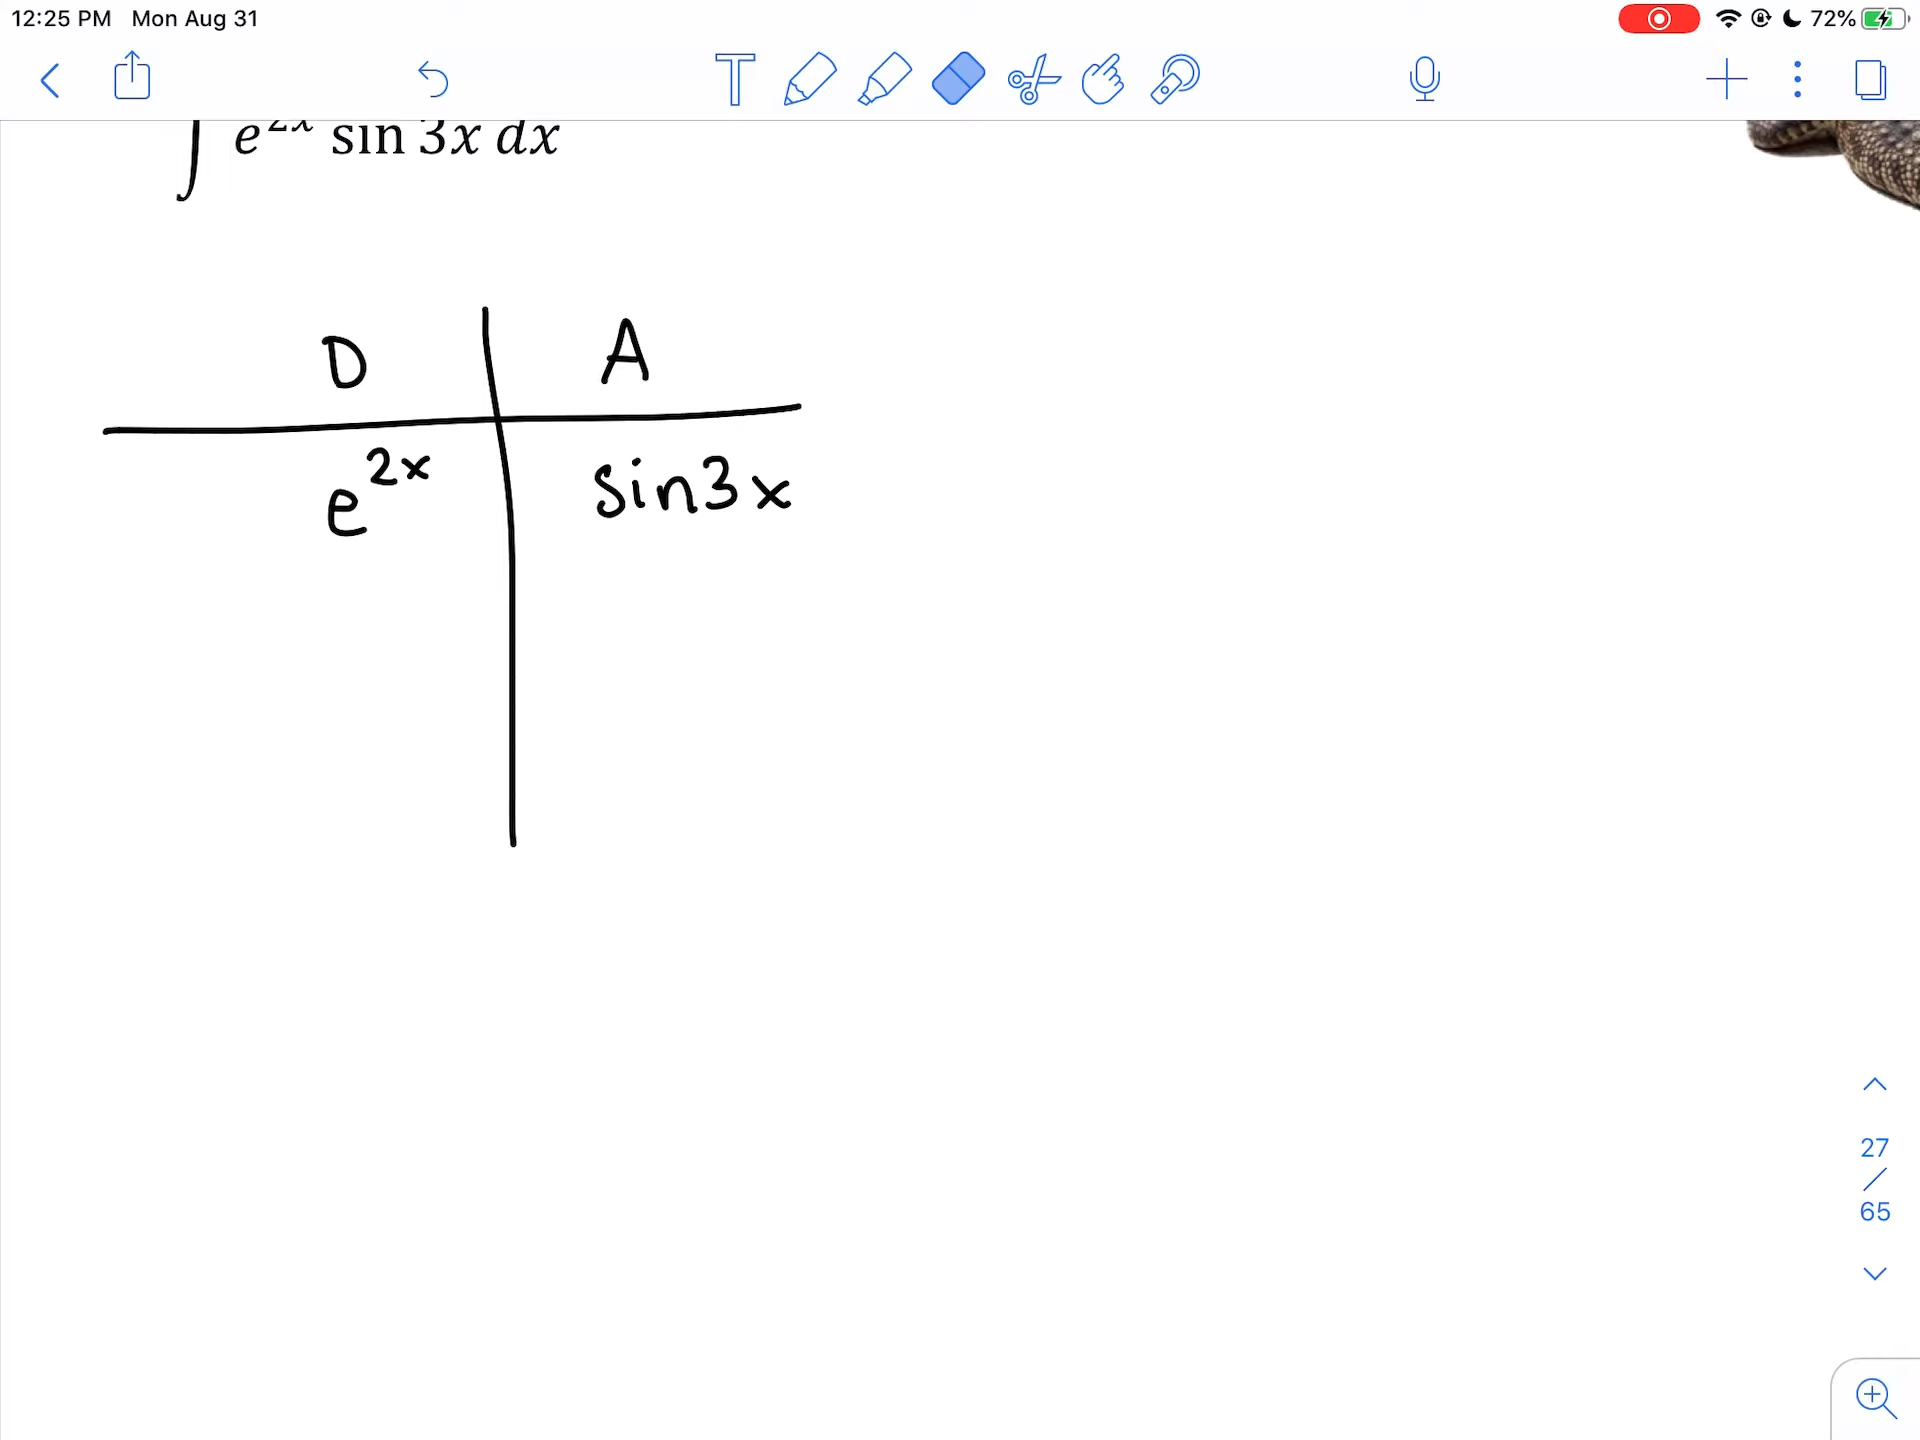 12:25 PM Mon Aug 31
72%
T
∫ e^{2x} sin 3x dx
D A
e^{2x} sin3x
27
/
65